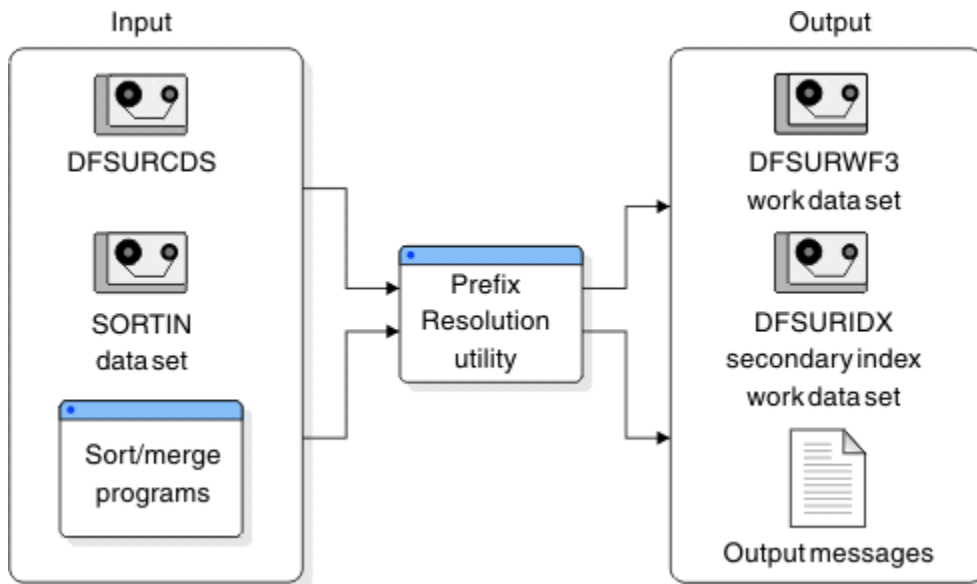 Input
DFSURCDS
SORTIN
data set
Sort/merge
programs
Prefix
Resolution
utility
Output
DFSURWF3
work data set
DFSURIDX
secondary index
work data set
Output messages